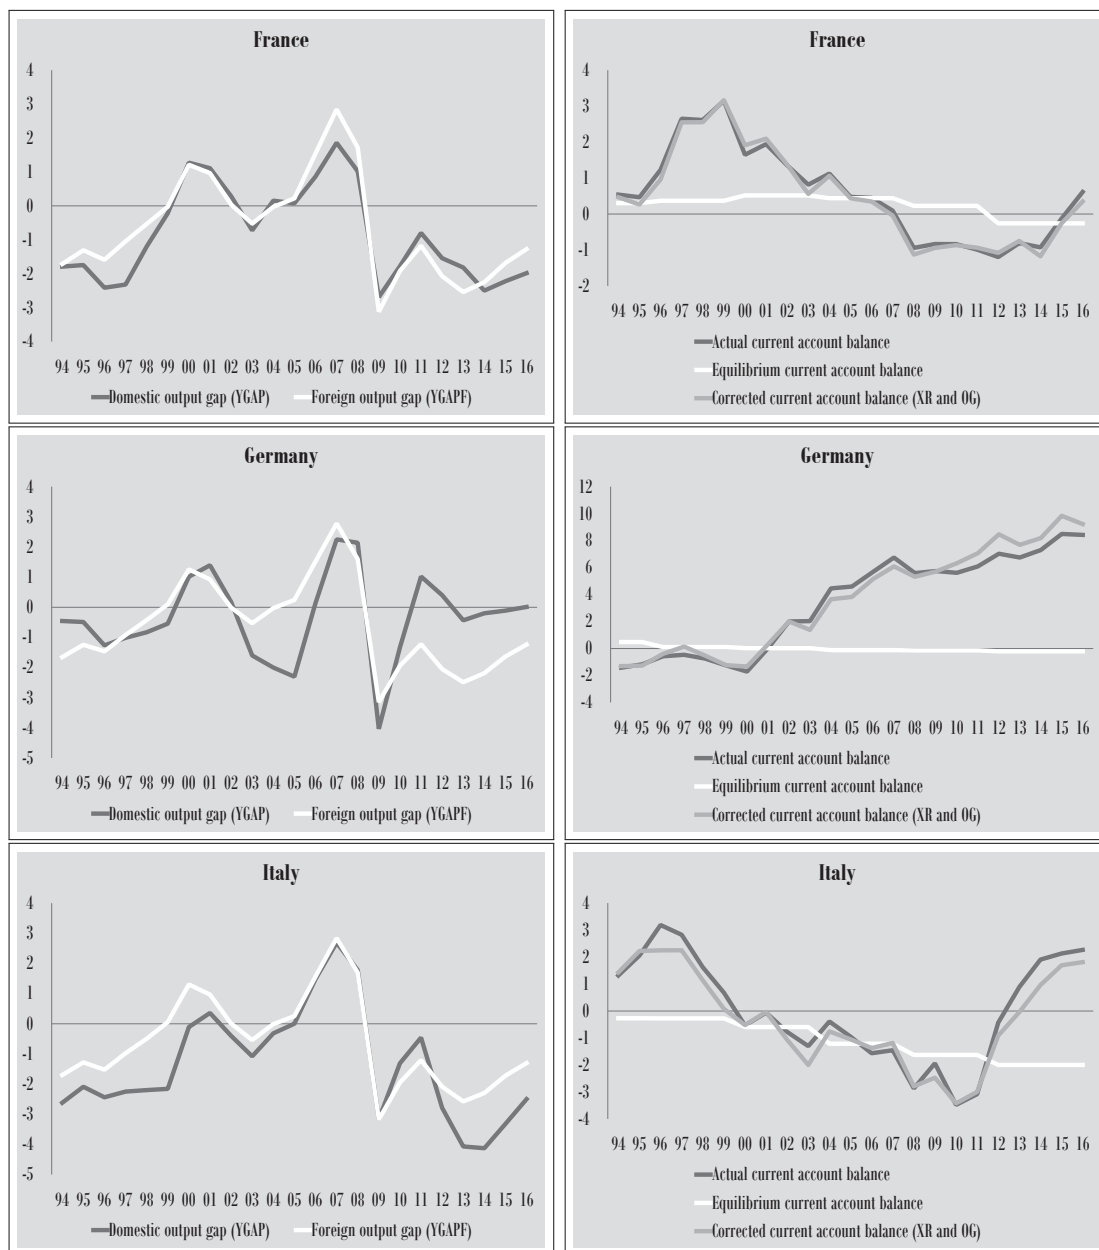 France
4
3
2
1
0
-1
-2
-3
-4
94 95 96 97 98 99 00 01 02 03 04 05 06 07 08 09 10 11 12 13 14 15 16
Domestic output gap (YGAP) Foreign output gap (YGAPF)
France
4
3
2
1
0
-1
-2
94 95 96 97 98 99 00 01 02 03 04 05 06 07 08 09 10 11 12 13 14 15 16
Actual current account balance
Equilibrium current account balance
Corrected current account balance (XR and OG)
Germany
4
3
2
1
0
-1
-2
-3
-4
-5
94 95 96 97 98 99 00 01 02 03 04 05 06 07 08 09 10 11 12 13 14 15 16
Domestic output gap (YGAP) Foreign output gap (YGAPF)
Germany
12
10
8
6
4
2
0
-2
-4
94 95 96 97 98 99 00 01 02 03 04 05 06 07 08 09 10 11 12 13 14 15 16
Actual current account balance
Equilibrium current account balance
Corrected current account balance (XR and OG)
Italy
4
3
2
1
0
-1
-2
-3
-4
-5
94 95 96 97 98 99 00 01 02 03 04 05 06 07 08 09 10 11 12 13 14 15 16
Domestic output gap (YGAP) Foreign output gap (YGAPF)
Italy
4
3
2
1
0
-1
-2
-3
-4
94 95 96 97 98 99 00 01 02 03 04 05 06 07 08 09 10 11 12 13 14 15 16
Actual current account balance
Equilibrium current account balance
Corrected current account balance (XR and OG)